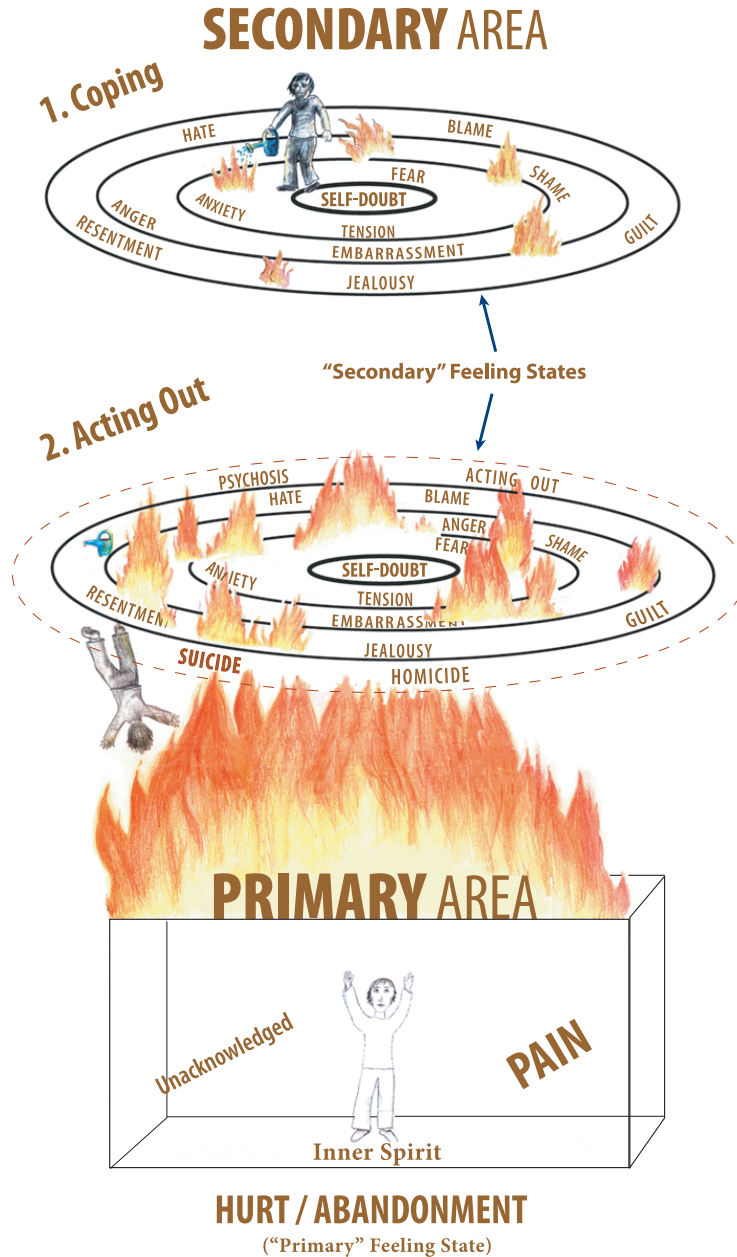 SECONDARY AREA
1. Coping
HATE
BLAME
FEAR
SHAME
SELF-DOUBT
ANXIETY
ANGER
RESENTMENT
TENSION
EMBARRASSMENT
GUILT
JEALOUSY
“Secondary” Feeling States
2. Acting Out
PSYCHOSIS
ACTING OUT
HATE
BLAME
ANGER
FEAR
SHAME
SELF-DOUBT
ANXIETY
TENSION
RESENTMENT
EMBARRASSMENT
GUILT
JEALOUSY
SUICIDE
HOMICIDE
PRIMARY AREA
Unacknowledged
PAIN
Inner Spirit
HURT / ABANDONMENT
(“Primary” Feeling State)